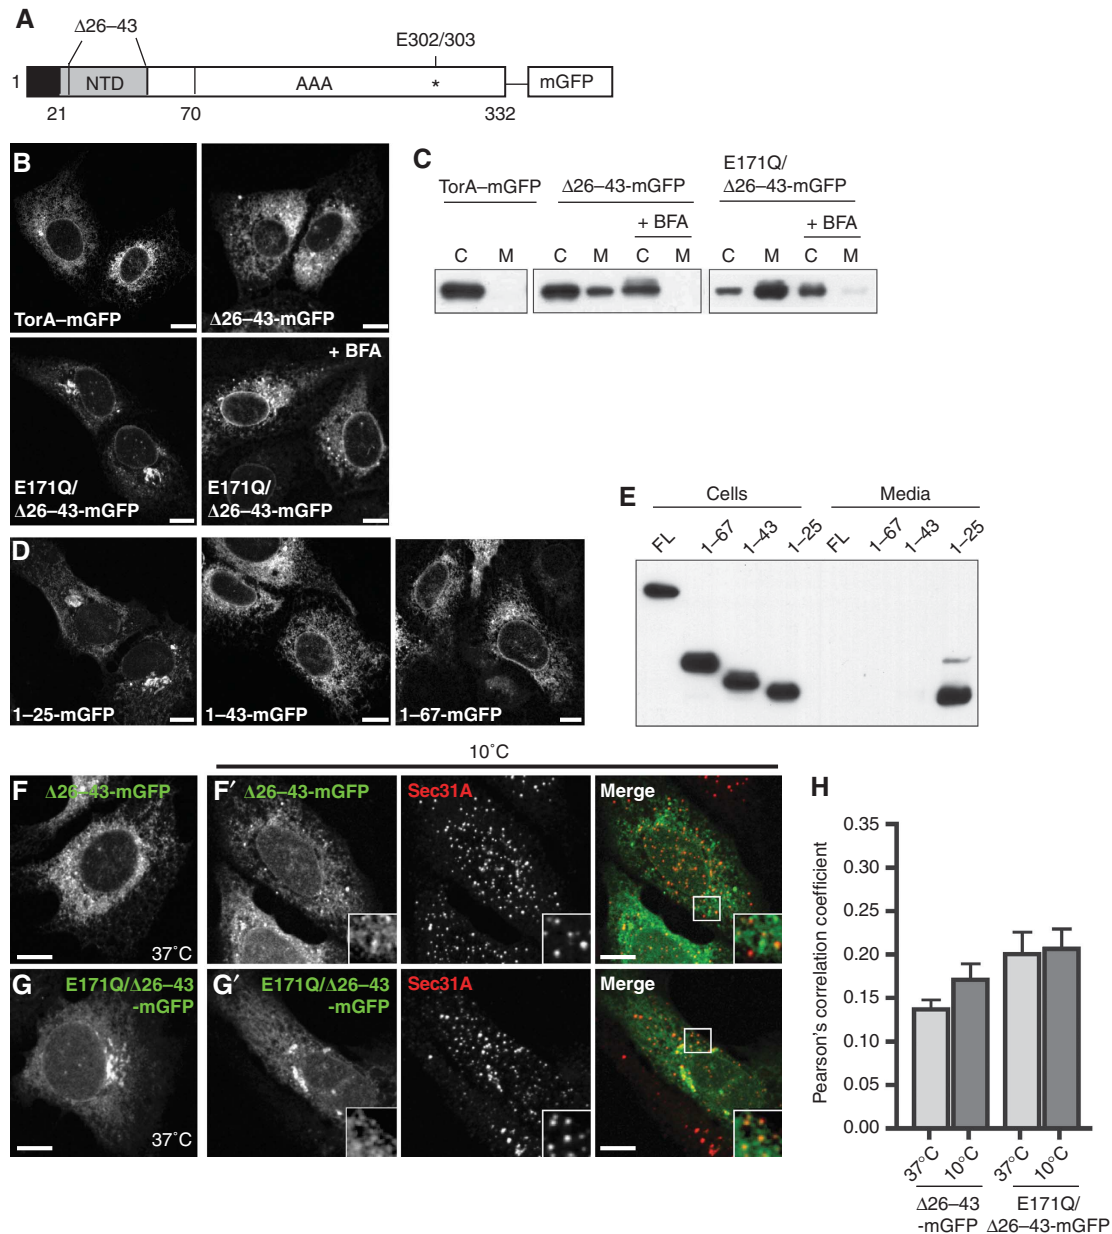 A
Δ26–43
E302/303
1
NTD
AAA
*
mGFP
21
70
332
B
TorA–mGFP
Δ26–43-mGFP
E171Q/
Δ26–43-mGFP
+ BFA
E171Q/
Δ26–43-mGFP
C
TorA–mGFP
Δ26–43-mGFP
E171Q/
Δ26–43-mGFP
+ BFA
+ BFA
C M C M C M C M C M
D
1–25-mGFP
1–43-mGFP
1–67-mGFP
E
Cells
Media
FL 1–67 1–43 1–25 FL 1–67 1–43 1–25
10˚C
F
Δ26–43-mGFP
37˚C
F′ Δ26–43-mGFP
Sec31A
Merge
G
E171Q/Δ26–43
-mGFP
37˚C
G′ E171Q/Δ26–43
-mGFP
Sec31A
Merge
H
Pearson's correlation coefficient
0.35
0.30
0.25
0.20
0.15
0.10
0.05
0.00
37°C 10°C 37°C 10°C
Δ26–43
-mGFP
E171Q/
Δ26–43-mGFP